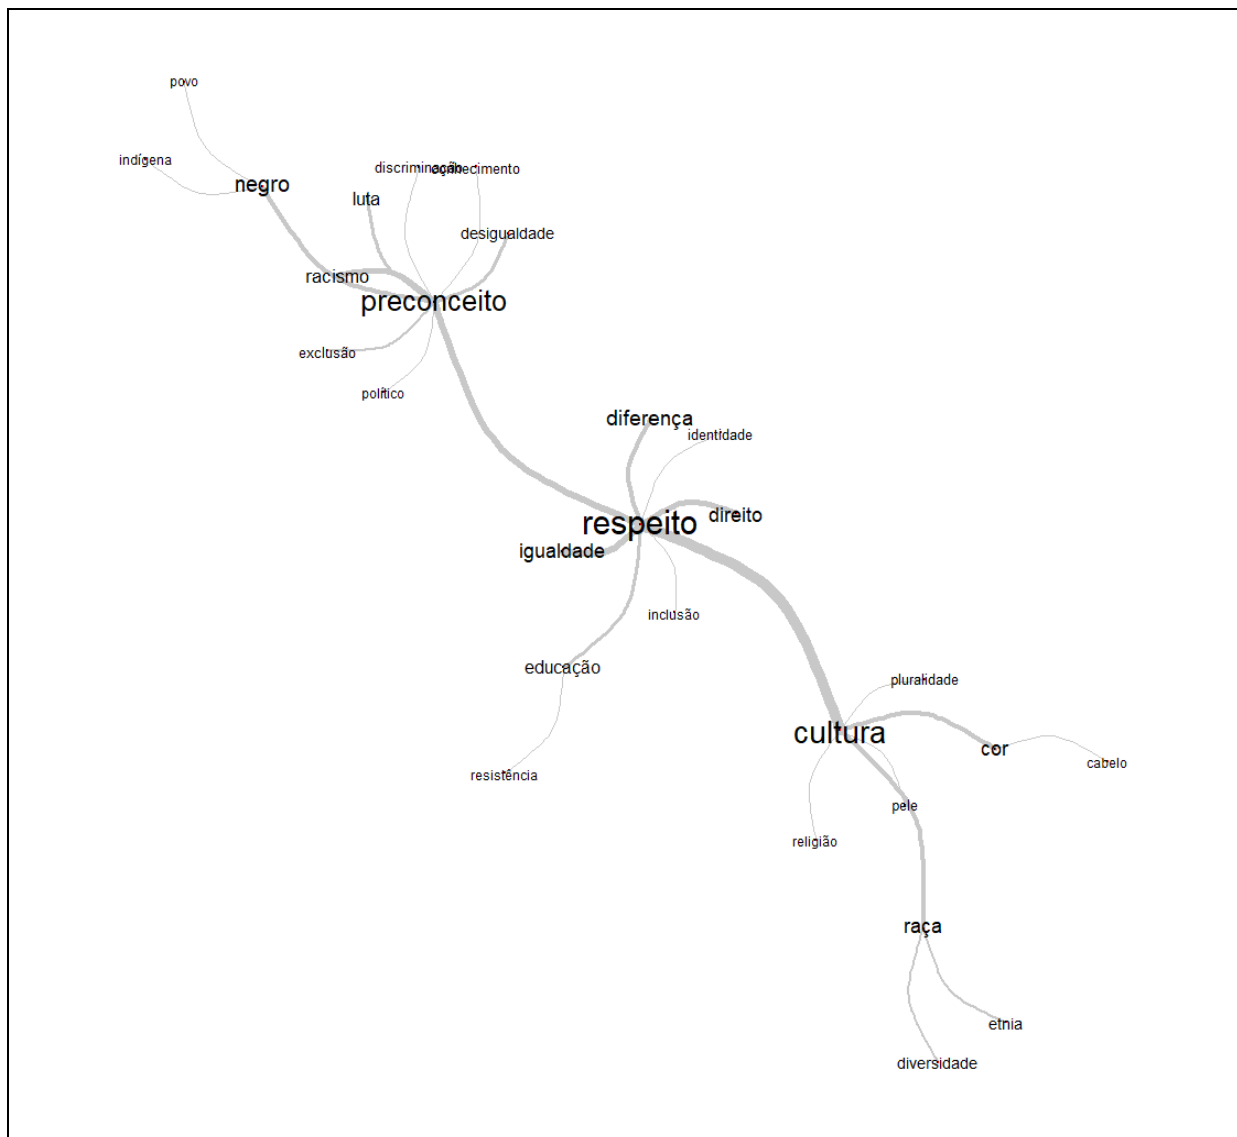 povo
indígena
negro
discriminação
conhecimento
luta
desigualdade
racismo
preconceito
exclusão
político
diferença
identidade
direito
respeito
igualdade
inclusão
educação
pluralidade
cultura
cor
cabelo
resistência
pele
religião
raça
etnia
diversidade